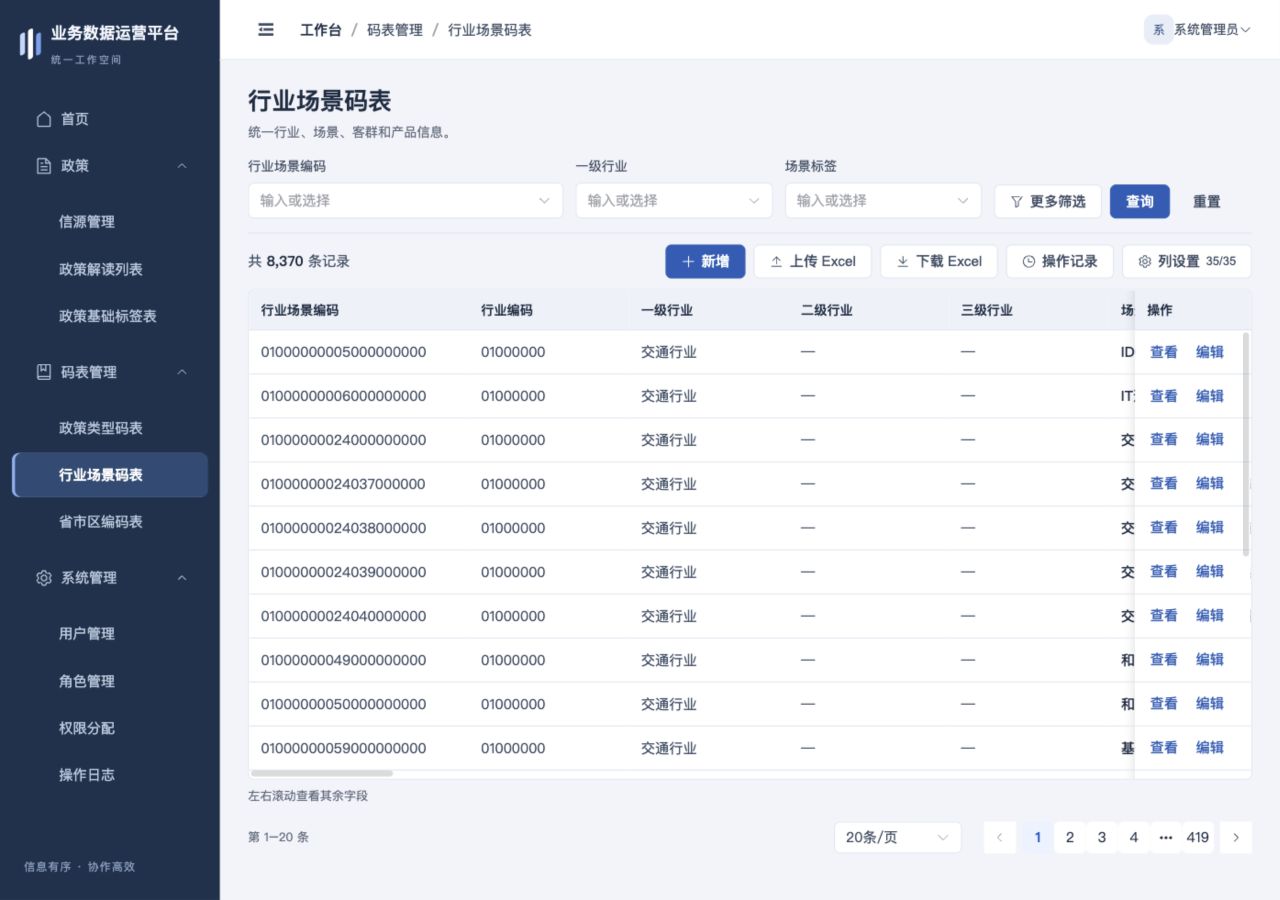 业务数据运营平台
统一工作空间
首页
政策
信源管理
政策解读列表
政策基础标签表
码表管理
政策类型码表
行业场景码表
省市区编码表
系统管理
用户管理
角色管理
权限分配
操作日志
信息有序 · 协作高效
工作台 / 码表管理 / 行业场景码表
系 系统管理员
行业场景码表
统一行业、场景、客群和产品信息。
行业场景编码 一级行业 场景标签
输入或选择 输入或选择 输入或选择 更多筛选 查询 重置
共 8,370 条记录 新增 上传 Excel 下载 Excel 操作记录 列设置 35/35
行业场景编码 行业编码 一级行业 二级行业 三级行业 场 操作
01000000005000000000 01000000 交通行业 — — ID 查看 编辑
01000000006000000000 01000000 交通行业 — — IT 查看 编辑
01000000024000000000 01000000 交通行业 — — 交 查看 编辑
01000000024037000000 01000000 交通行业 — — 交 查看 编辑
01000000024038000000 01000000 交通行业 — — 交 查看 编辑
01000000024039000000 01000000 交通行业 — — 交 查看 编辑
01000000024040000000 01000000 交通行业 — — 交 查看 编辑
01000000049000000000 01000000 交通行业 — — 和 查看 编辑
01000000050000000000 01000000 交通行业 — — 和 查看 编辑
01000000059000000000 01000000 交通行业 — — 基 查看 编辑
左右滚动查看其余字段
第 1—20 条 20条/页 1 2 3 4 ••• 419